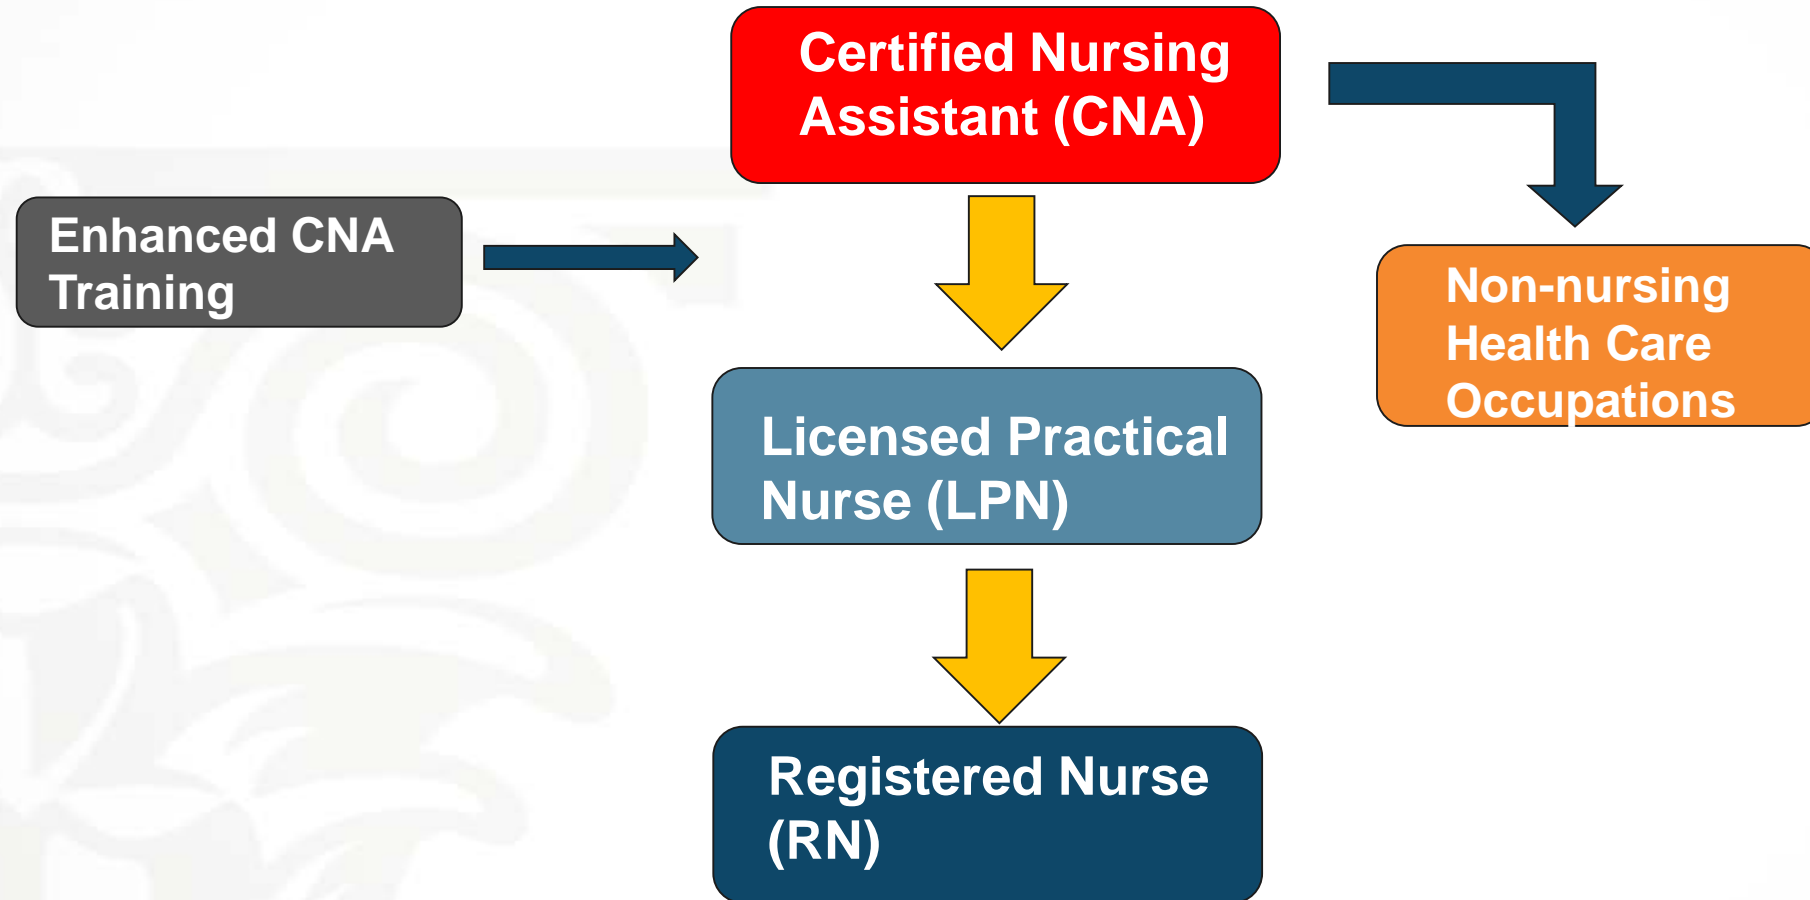 Certified Nursing
Assistant (CNA)
Enhanced CNA
Training
Non-nursing
Health Care
Occupations
Licensed Practical
Nurse (LPN)
Registered Nurse
(RN)